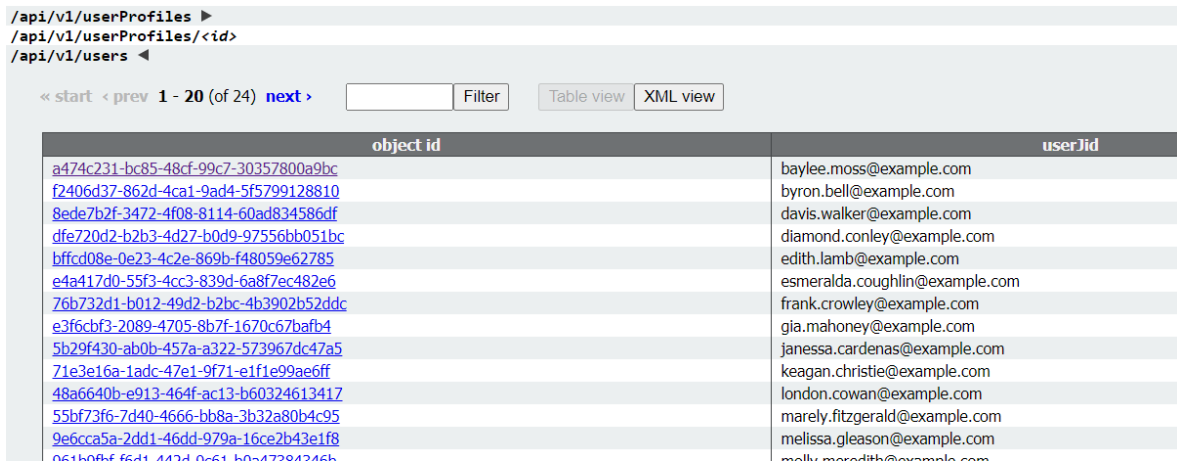 /api/v1/userProfiles ►
/api/v1/userProfiles/<id>
/api/v1/users ◄
« start ‹ prev 1 - 20 (of 24) next › Filter Table view XML view
object id userJid
a474c231-bc85-48cf-99c7-30357800a9bc baylee.moss@example.com
f2406d37-862d-4ca1-9ad4-5f5799128810 byron.bell@example.com
8ede7b2f-3472-4f08-8114-60ad834586df davis.walker@example.com
dfe720d2-b2b3-4d27-b0d9-97556bb051bc diamond.conley@example.com
bffcd08e-0e23-4c2e-869b-f48059e62785 edith.lamb@example.com
e4a417d0-55f3-4cc3-839d-6a8f7ec482e6 esmeralda.coughlin@example.com
76b732d1-b012-49d2-b2bc-4b3902b52ddc frank.crowley@example.com
e3f6cbf3-2089-4705-8b7f-1670c67bafb4 gia.mahoney@example.com
5b29f430-ab0b-457a-a322-573967dc47a5 janessa.cardenas@example.com
71e3e16a-1adc-47e1-9f71-e1f1e99ae6ff keagan.christie@example.com
48a6640b-e913-464f-ac13-b60324613417 london.cowan@example.com
55bf73f6-7d40-4666-bb8a-3b32a80b4c95 marely.fitzgerald@example.com
9e6cca5a-2dd1-46dd-979a-16ce2b43e1f8 melissa.gleason@example.com
molly.meredith@example.com